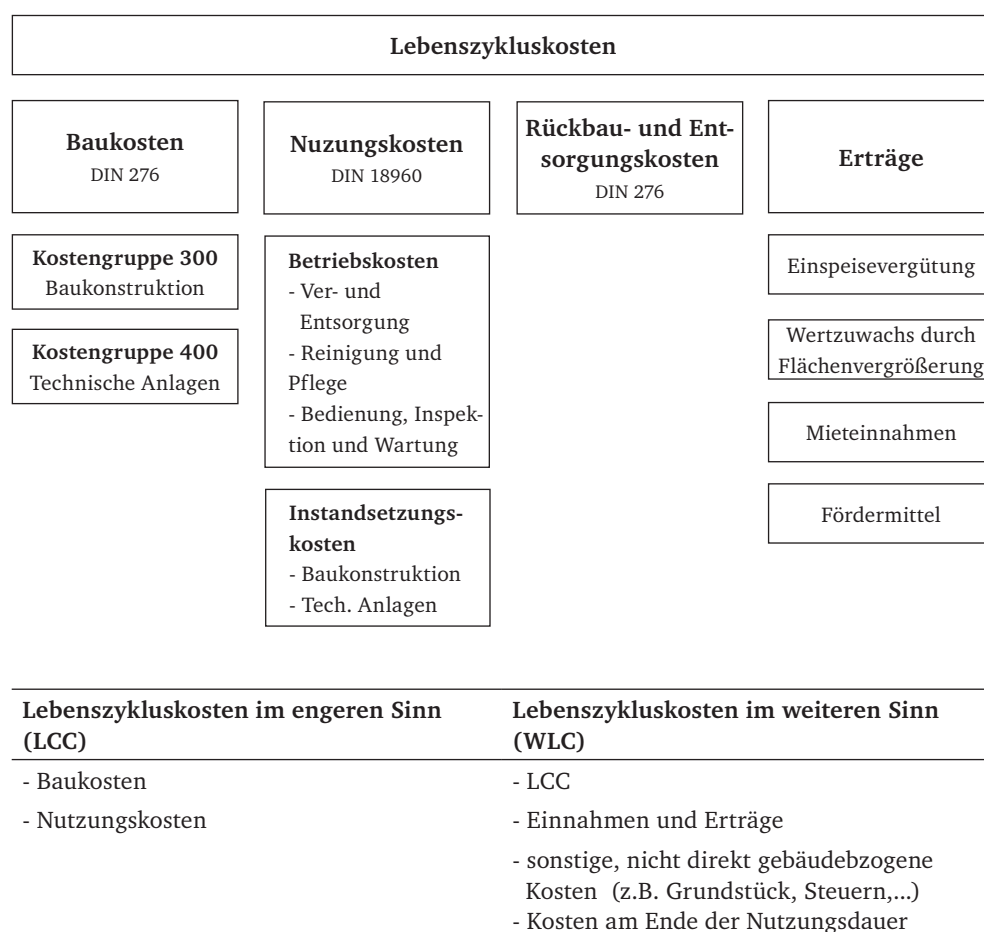 Lebenszykluskosten
Baukosten
DIN 276
Kostengruppe 300
Baukonstruktion
Kostengruppe 400
Technische Anlagen
Nuzungskosten
DIN 18960
Betriebskosten
- Ver- und
Entsorgung
- Reinigung und
Pflege
- Bedienung, Inspek-
tion und Wartung
Instandsetzungs-
kosten
- Baukonstruktion
- Tech. Anlagen
Rückbau- und Ent-
sorgungskosten
DIN 276
Erträge
Einspeisevergütung
Wertzuwachs durch
Flächenvergrößerung
Mieteinnahmen
Fördermittel
Lebenszykluskosten im engeren Sinn
(LCC)
- Baukosten
- Nutzungskosten
Lebenszykluskosten im weiteren Sinn
(WLC)
- LCC
- Einnahmen und Erträge
- sonstige, nicht direkt gebäudebezogene
Kosten (z.B. Grundstück, Steuern,...)
- Kosten am Ende der Nutzungsdauer